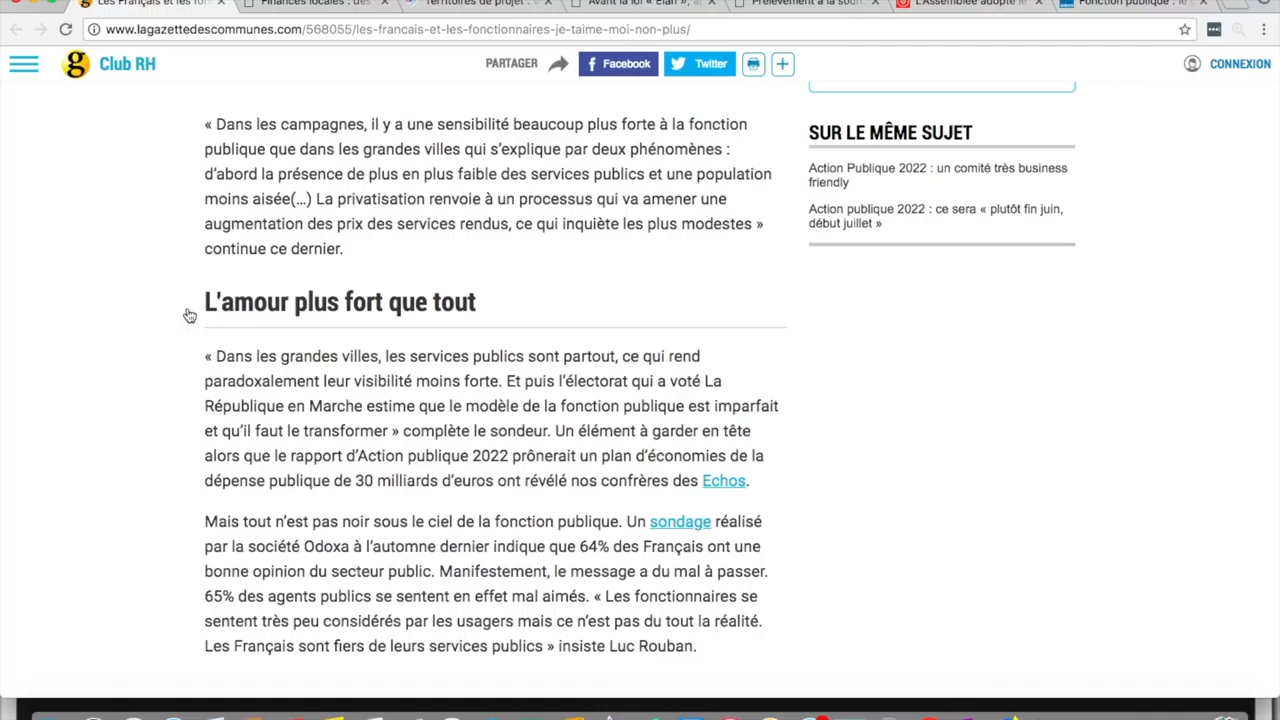 Les Français et les fo
Finances locales : des
Territoires de projet :
Avant la loi « Elan », a
Prélèvement à la sour
L'Assemblée adopte le
Fonction publique : le
www.lagazettedescommunes.com/568055/les-francais-et-les-fonctionnaires-je-taime-moi-non-plus/
g Club RH
PARTAGER
Facebook
Twitter
CONNEXION
« Dans les campagnes, il y a une sensibilité beaucoup plus forte à la fonction
publique que dans les grandes villes qui s'explique par deux phénomènes :
d'abord la présence de plus en plus faible des services publics et une population
moins aisée(…) La privatisation renvoie à un processus qui va amener une
augmentation des prix des services rendus, ce qui inquiète les plus modestes »
continue ce dernier.
L'amour plus fort que tout
« Dans les grandes villes, les services publics sont partout, ce qui rend
paradoxalement leur visibilité moins forte. Et puis l'électorat qui a voté La
République en Marche estime que le modèle de la fonction publique est imparfait
et qu'il faut le transformer » complète le sondeur. Un élément à garder en tête
alors que le rapport d'Action publique 2022 prônerait un plan d'économies de la
dépense publique de 30 milliards d'euros ont révélé nos confrères des Echos.
Mais tout n'est pas noir sous le ciel de la fonction publique. Un sondage réalisé
par la société Odoxa à l'automne dernier indique que 64% des Français ont une
bonne opinion du secteur public. Manifestement, le message a du mal à passer.
65% des agents publics se sentent en effet mal aimés. « Les fonctionnaires se
sentent très peu considérés par les usagers mais ce n'est pas du tout la réalité.
Les Français sont fiers de leurs services publics » insiste Luc Rouban.
SUR LE MÊME SUJET
Action Publique 2022 : un comité très business
friendly
Action publique 2022 : ce sera « plutôt fin juin,
début juillet »